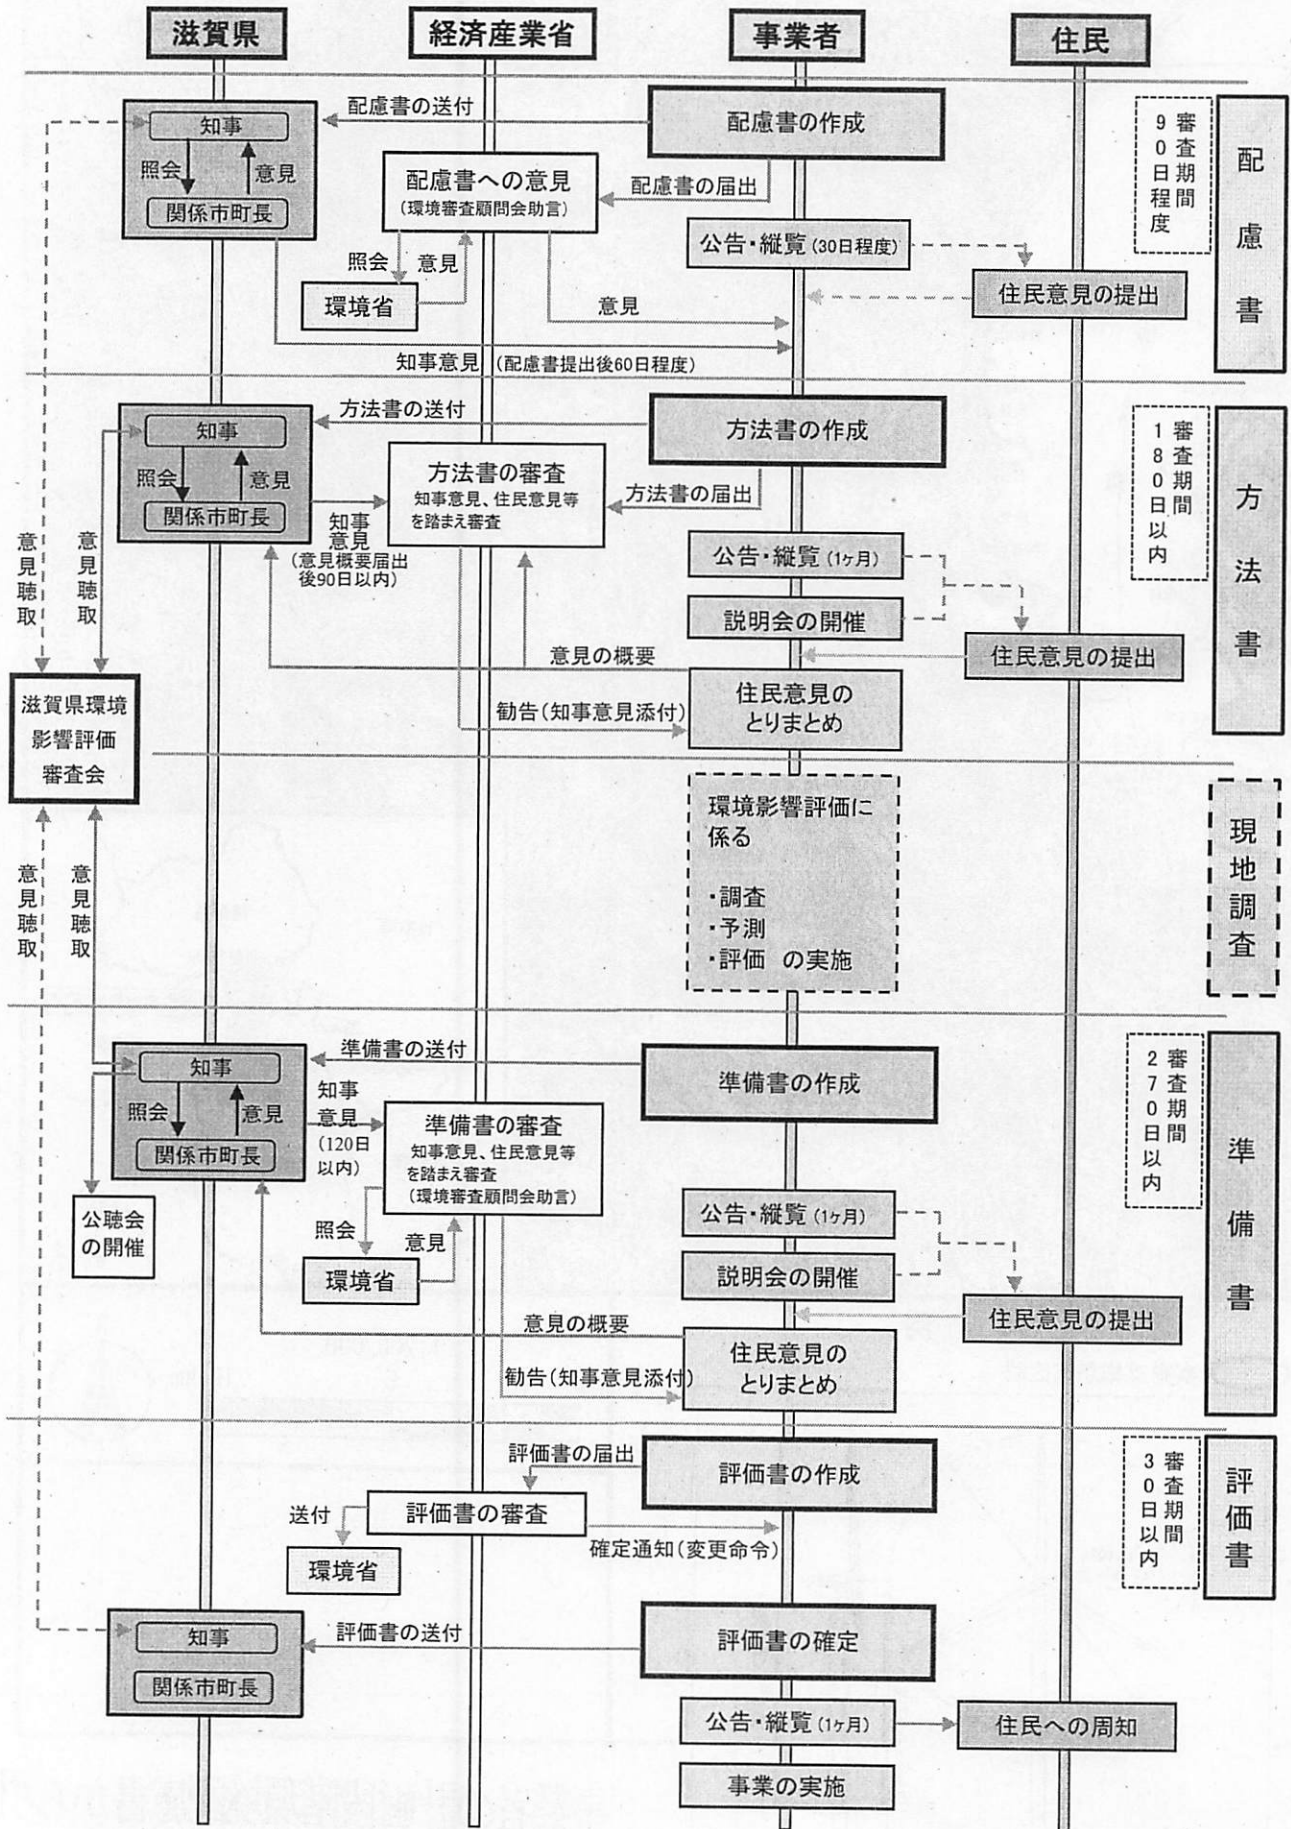 滋賀県
経済産業省
事業者
住民
配慮書
審査期間
90日程度
知事
照会
意見
関係市町長
配慮書の送付
配慮書の作成
配慮書への意見
(環境審査顧問会助言)
配慮書の届出
照会
意見
環境省
公告・縦覧(30日程度)
住民意見の提出
意見
知事意見 (配慮書提出後60日程度)
方法書
審査期間
180日以内
知事
照会
意見
関係市町長
方法書の送付
方法書の作成
方法書の審査
知事意見、住民意見等
を踏まえ審査
方法書の届出
知事
意見
(意見概要届出
後90日以内)
公告・縦覧(1ヶ月)
説明会の開催
住民意見の提出
意見の概要
住民意見の
とりまとめ
勧告(知事意見添付)
意見聴取
意見聴取
滋賀県環境
影響評価
審査会
意見聴取
意見聴取
現地調査
環境影響評価に
係る
・調査
・予測
・評価 の実施
準備書
審査期間
270日以内
知事
照会
意見
関係市町長
準備書の送付
準備書の作成
知事
意見
(120日
以内)
準備書の審査
知事意見、住民意見等
を踏まえ審査
(環境審査顧問会助言)
公聴会
の開催
照会
意見
環境省
公告・縦覧(1ヶ月)
説明会の開催
住民意見の提出
意見の概要
住民意見の
とりまとめ
勧告(知事意見添付)
評価書
審査期間
30日以内
評価書の届出
評価書の作成
送付
評価書の審査
環境省
確定通知(変更命令)
知事
関係市町長
評価書の送付
評価書の確定
公告・縦覧(1ヶ月)
住民への周知
事業の実施